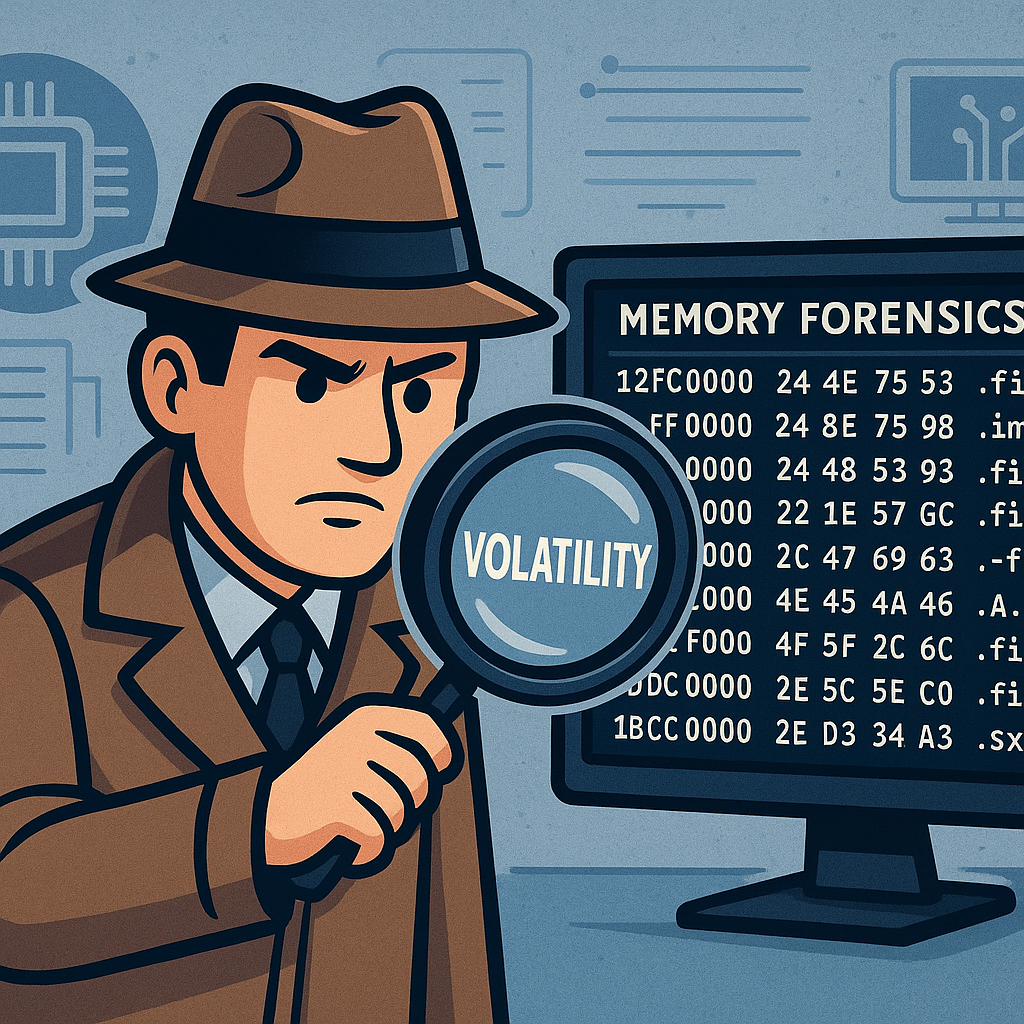 MEMORY FORENSICS
12FC0000 24 4E 75 53 .fi
FF0000 24 8E 75 98 .im
0000 24 48 53 93 .fi
000 22 1E 57 GC .fi
000 2C 47 69 63 .-f
000 4E 45 4A 46 .A.
F000 4F 5F 2C 6C .fi
DDC0000 2E 5C 5E C0 .fi
1BCC0000 2E D3 34 A3 .sx
VOLATILITY